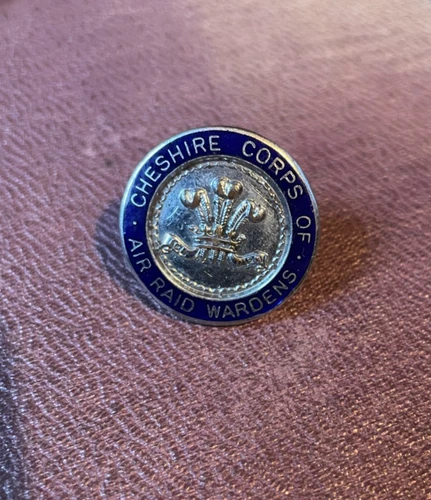 CHESHIRE CORPS OF
AIR RAID WARDENS.